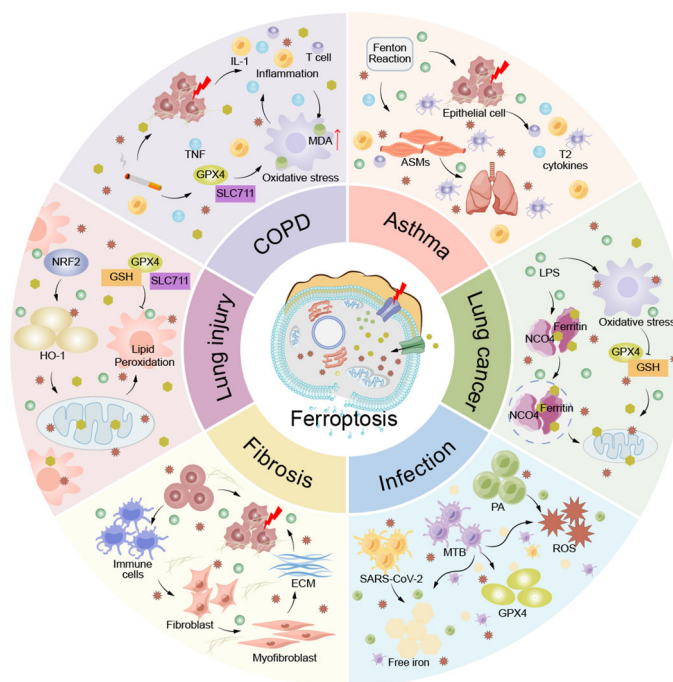 IL-1
T cell
Inflammation
TNF
MDA
GPX4
SLC711
Oxidative stress
COPD
Fenton
Reaction
Epithelial cell
ASMs
T2
cytokines
Asthma
NRF2
GPX4
GSH
SLC711
HO-1
Lipid
Peroxidation
Lung injury
LPS
Ferritin
NCO4
Oxidative stress
GPX4
GSH
Ferritin
NCO4
Lung cancer
Ferroptosis
Fibrosis
Immune
cells
Fibroblast
ECM
Myofibroblast
Infection
PA
MTB
ROS
SARS-CoV-2
GPX4
Free iron